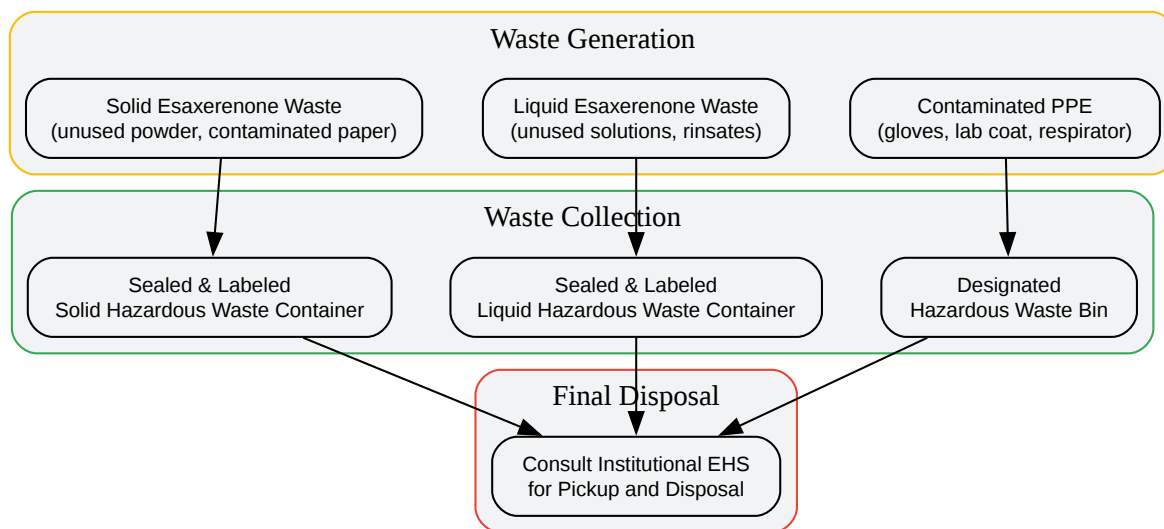 Waste Generation
Solid Esaxerenone Waste
(unused powder, contaminated paper)
Liquid Esaxerenone Waste
(unused solutions, rinsates)
Contaminated PPE
(gloves, lab coat, respirator)
Waste Collection
Sealed & Labeled
Solid Hazardous Waste Container
Sealed & Labeled
Liquid Hazardous Waste Container
Designated
Hazardous Waste Bin
Final Disposal
Consult Institutional EHS
for Pickup and Disposal